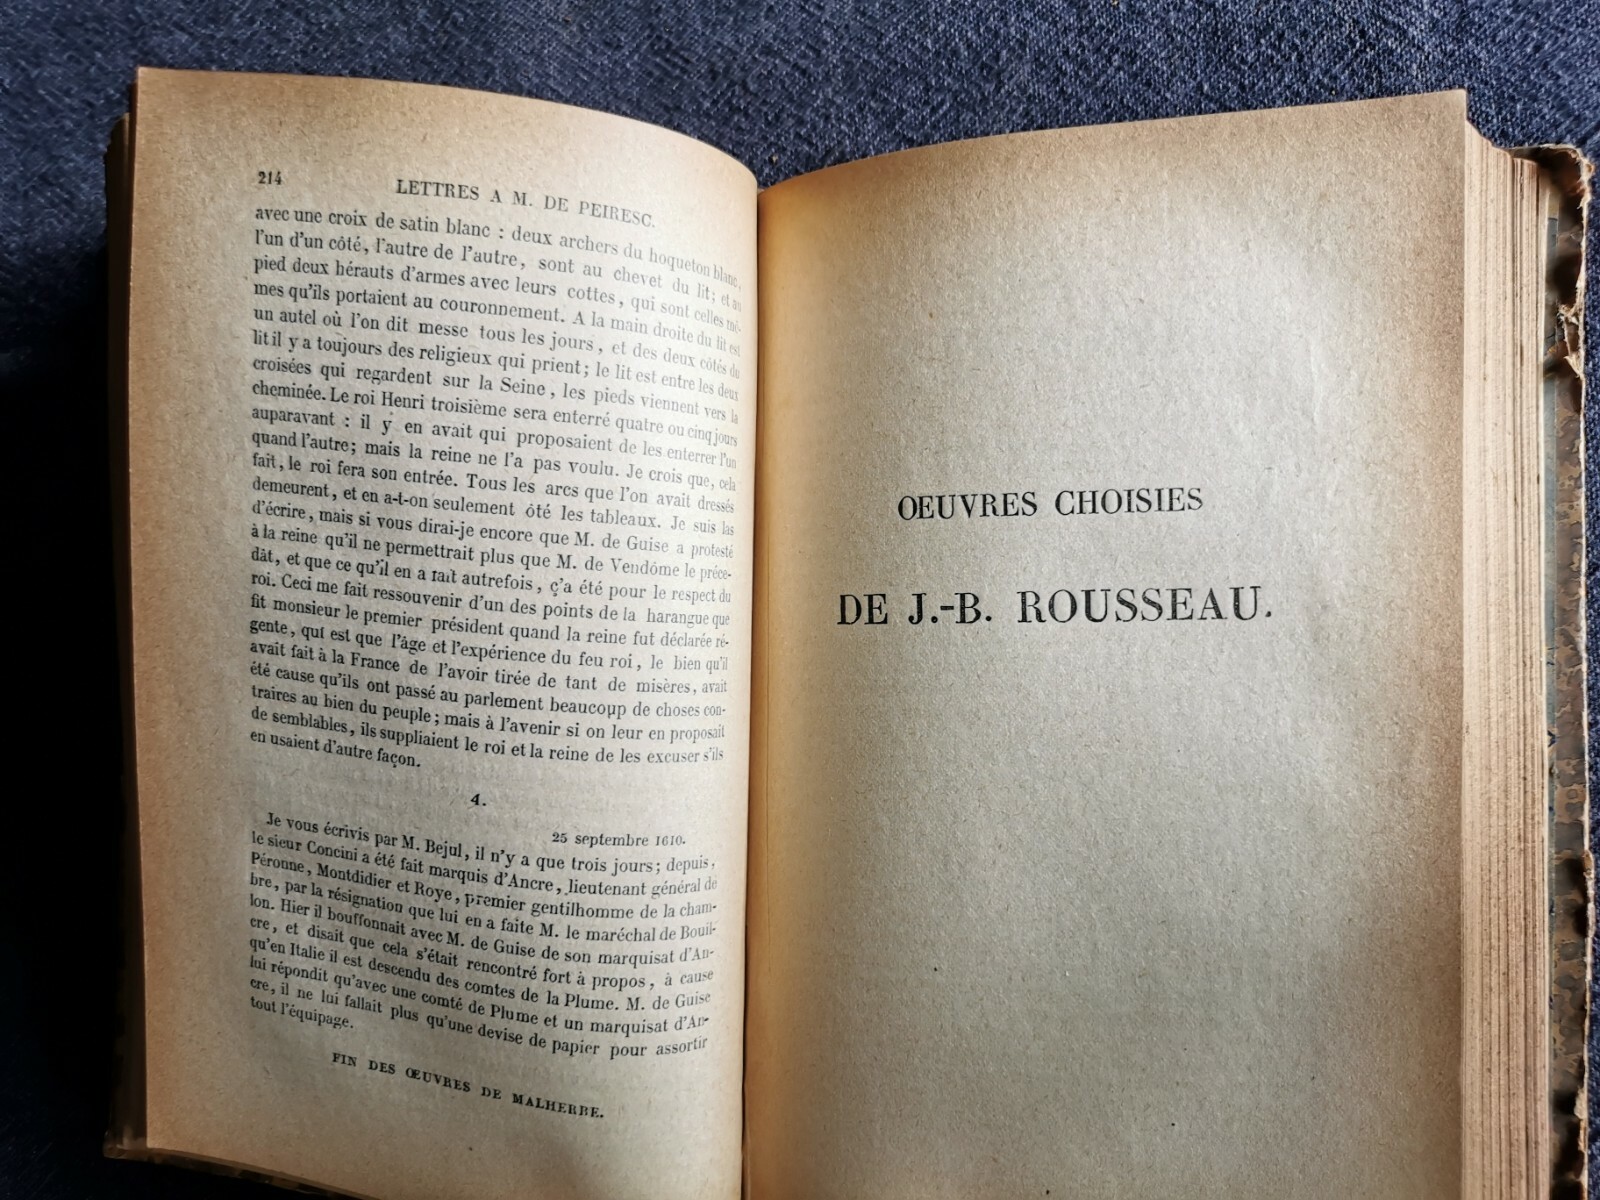 214
LETTRES A M. DE PEIRESC.
avec une croix de satin blanc : deux archers du hoqueton blanc,
l'un d'un côté, l'autre de l'autre, sont au chevet du lit; et au
pied deux hérauts d'armes avec leurs cottes, qui sont celles mê-
mes qu'ils portaient au couronnement. A la main droite du lit est
un autel où l'on dit messe tous les jours, et des deux côtés du
lit il y a toujours des religieux qui prient; le lit est entre les deux
croisées qui regardent sur la Seine, les pieds viennent vers la
cheminée. Le roi Henri troisième sera enterré quatre ou cinq jours
auparavant : il y en avait qui proposaient de les enterrer l'un
quand l'autre; mais la reine ne l'a pas voulu. Je crois que, cela
fait, le roi fera son entrée. Tous les arcs que l'on avait dressés
demeurent, et en a-t-on seulement ôté les tableaux. Je suis las
d'écrire, mais si vous dirai-je encore que M. de Guise a protesté
à la reine qu'il ne permettrait plus que M. de Vendôme le précé-
dât, et que ce qu'il en a fait autrefois, ç'a été pour le respect du
roi. Ceci me fait ressouvenir d'un des points de la harangue que
fit monsieur le premier président quand la reine fut déclarée ré-
gente, qui est que l'âge et l'expérience du feu roi, le bien qu'il
avait fait à la France de l'avoir tirée de tant de misères, avait
été cause qu'ils ont passé au parlement beaucoup de choses con-
traires au bien du peuple; mais à l'avenir si on leur en proposait
de semblables, ils suppliaient le roi et la reine de les excuser s'ils
en usaient d'autre façon.
4.
25 septembre 1610.
Je vous écrivis par M. Bejul, il n'y a que trois jours; depuis,
le sieur Concini a été fait marquis d'Ancre, lieutenant général de
Péronne, Montdidier et Roye, premier gentilhomme de la cham-
bre, par la résignation que lui en a faite M. le maréchal de Bouil-
lon. Hier il bouffonnait avec M. de Guise de son marquisat d'An-
cre, et disait que cela s'était rencontré fort à propos, à cause
qu'en Italie il est descendu des comtes de la Plume. M. de Guise
lui répondit qu'avec une comté de Plume et un marquisat d'An-
cre, il ne lui fallait plus qu'une devise de papier pour assortir
tout l'équipage.
FIN DES ŒUVRES DE MALHERBE.
OEUVRES CHOISIES
DE J.-B. ROUSSEAU.